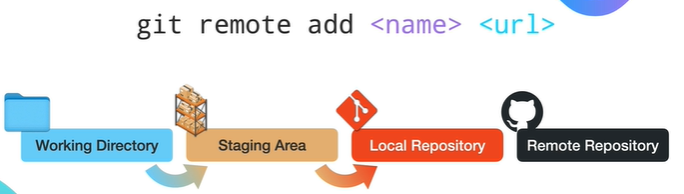 git remote add <name> <url>
Working Directory
Staging Area
Local Repository
Remote Repository